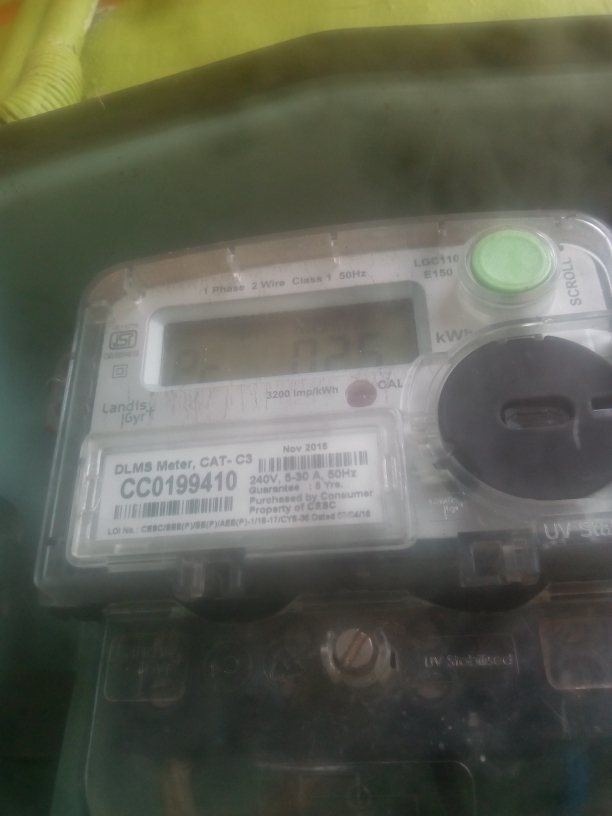 LGC110
E150
SCROLL
1 Phase 2 Wire Class 1 50Hz
kWh
3200 imp/kWh
CAL
Landis
Gyr
Nov 2016
DLMS Meter, CAT- C3
CC0199410
240V, 5-30 A, 50Hz
Guarantee : 5 Yrs.
Purchased by Consumer
Property of CESC
UV
UV Stabilised